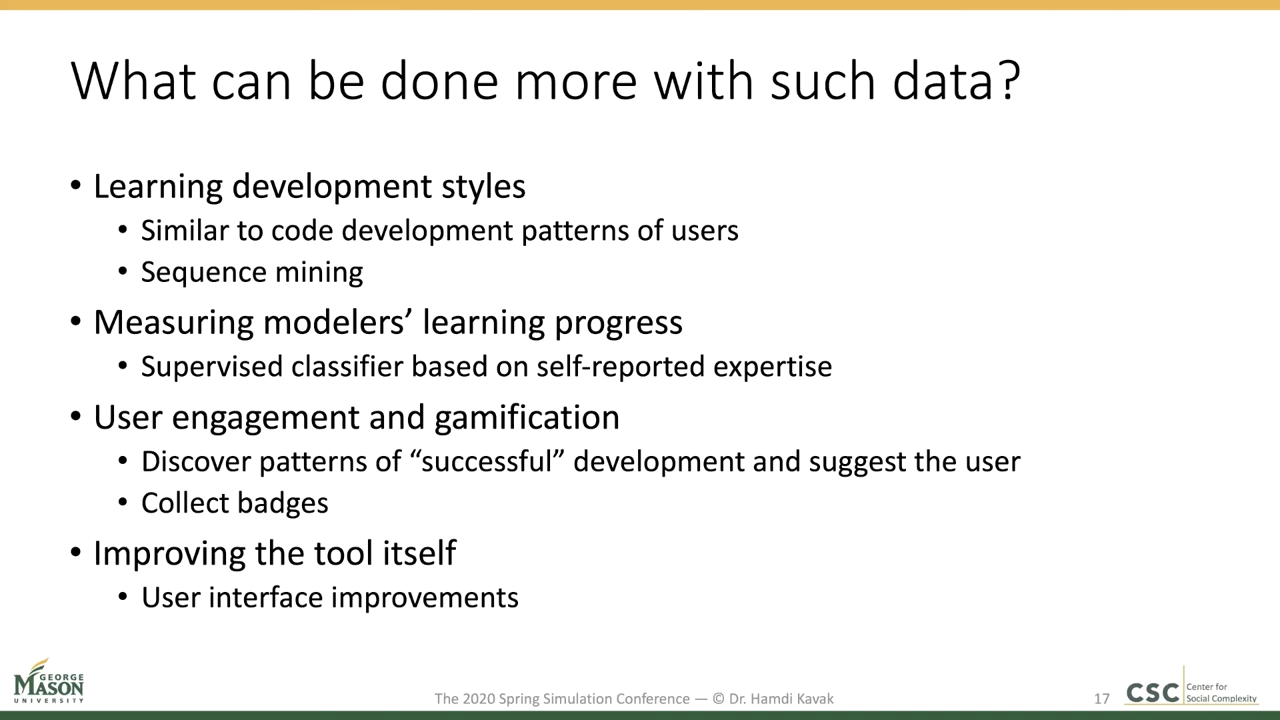 What can be done more with such data?
• Learning development styles
• Similar to code development patterns of users
• Sequence mining
• Measuring modelers’ learning progress
• Supervised classifier based on self-reported expertise
• User engagement and gamification
• Discover patterns of “successful” development and suggest the user
• Collect badges
• Improving the tool itself
• User interface improvements
GEORGE
MASON
UNIVERSITY
The 2020 Spring Simulation Conference — © Dr. Hamdi Kavak
17
CSC
Center for
Social Complexity